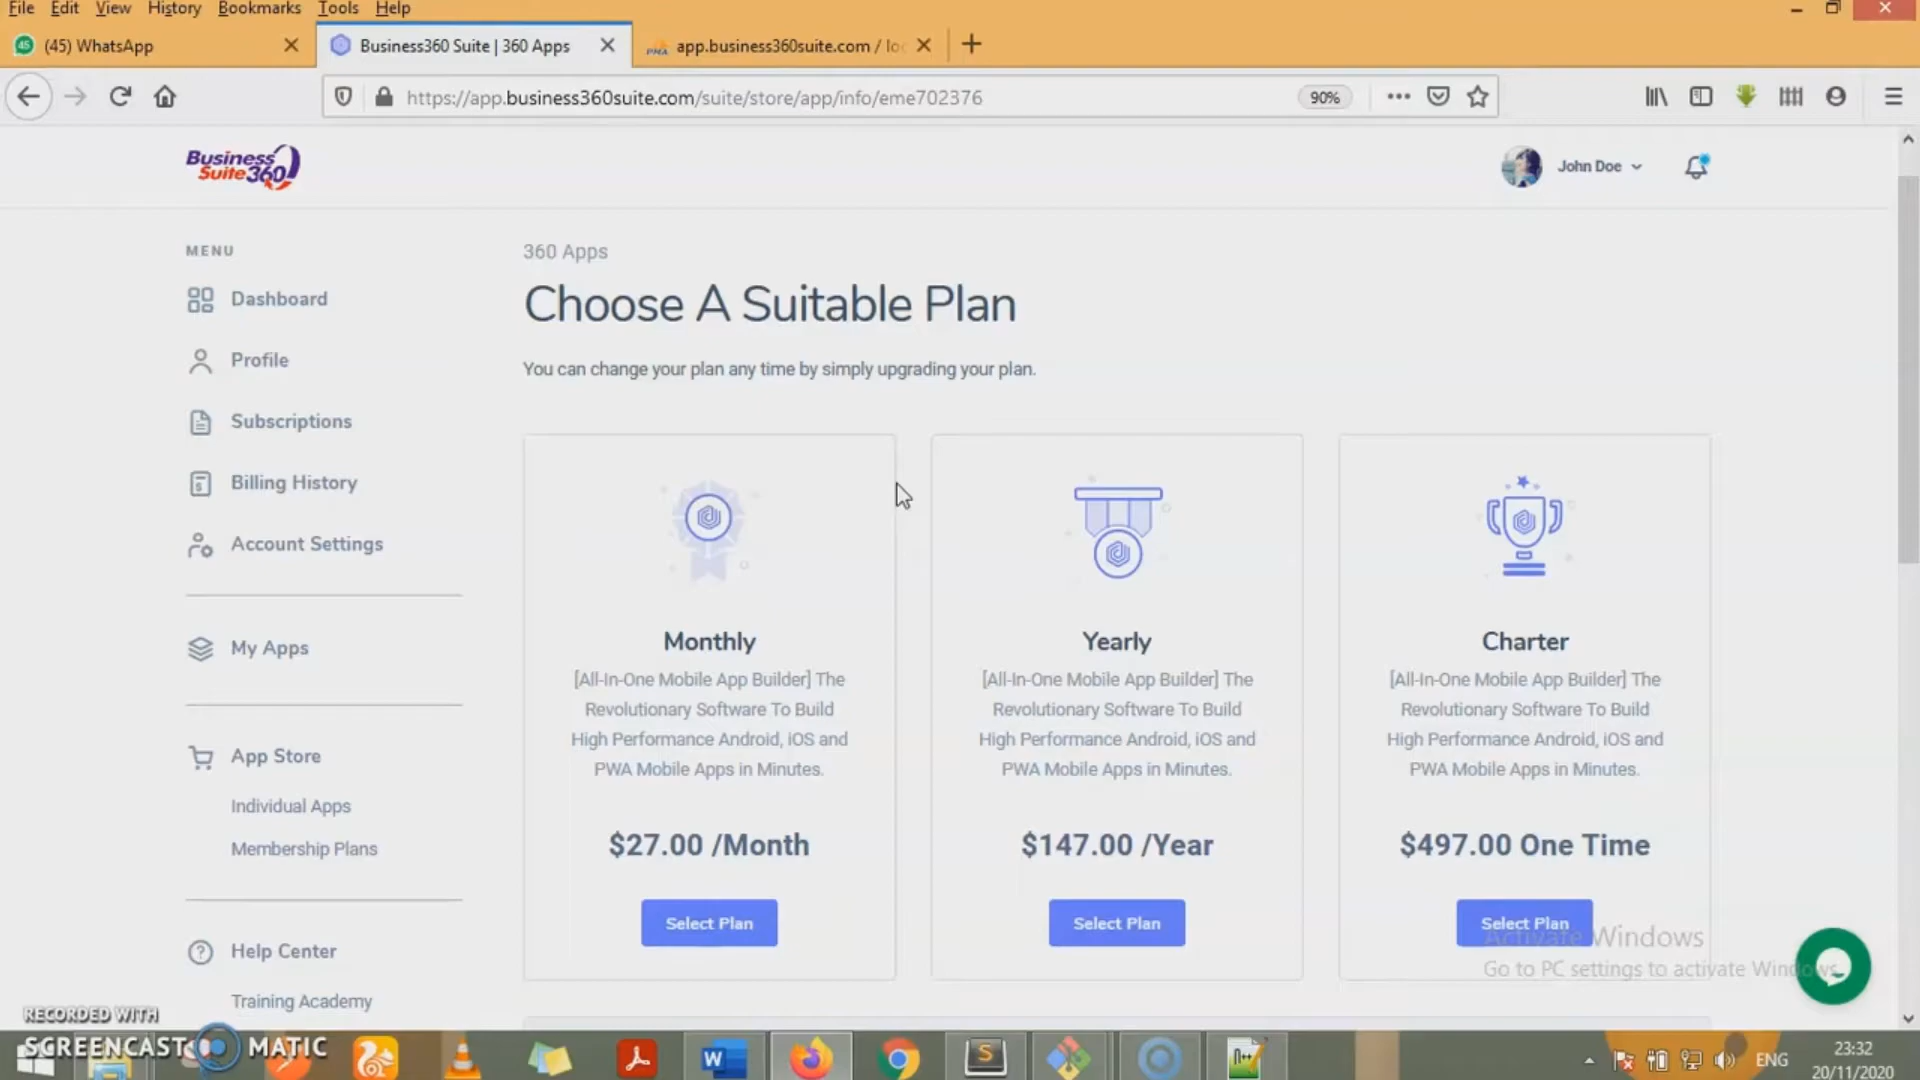 File Edit View History Bookmarks Tools Help
45 (45) WhatsApp
Business360 Suite | 360 Apps
PMA app.business360suite.com / loc
https://app.business360suite.com/suite/store/app/info/eme702376
90%
Business
Suite360
John Doe
MENU
Dashboard
Profile
Subscriptions
Billing History
Account Settings
My Apps
App Store
Individual Apps
Membership Plans
Help Center
Training Academy
360 Apps
Choose A Suitable Plan
You can change your plan any time by simply upgrading your plan.
Monthly
[All-In-One Mobile App Builder] The
Revolutionary Software To Build
High Performance Android, iOS and
PWA Mobile Apps in Minutes.
$27.00 /Month
Select Plan
Yearly
[All-In-One Mobile App Builder] The
Revolutionary Software To Build
High Performance Android, iOS and
PWA Mobile Apps in Minutes.
$147.00 /Year
Select Plan
Charter
[All-In-One Mobile App Builder] The
Revolutionary Software To Build
High Performance Android, iOS and
PWA Mobile Apps in Minutes.
$497.00 One Time
Select Plan
Activate Windows
Go to PC settings to activate Windows.
RECORDED WITH
SCREENCAST MATIC
ENG
23:32
20/11/2020